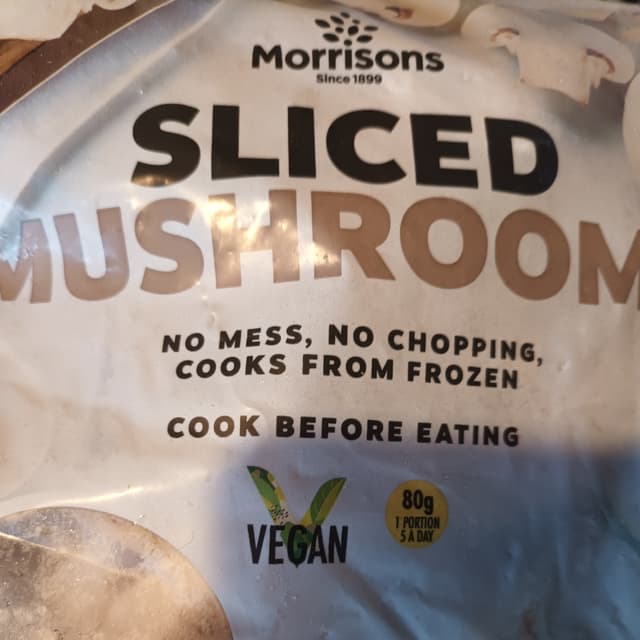 Morrisons
Since 1899
SLICED
MUSHROOM
NO MESS, NO CHOPPING,
COOKS FROM FROZEN
COOK BEFORE EATING
VEGAN
80g
1 PORTION
5 A DAY